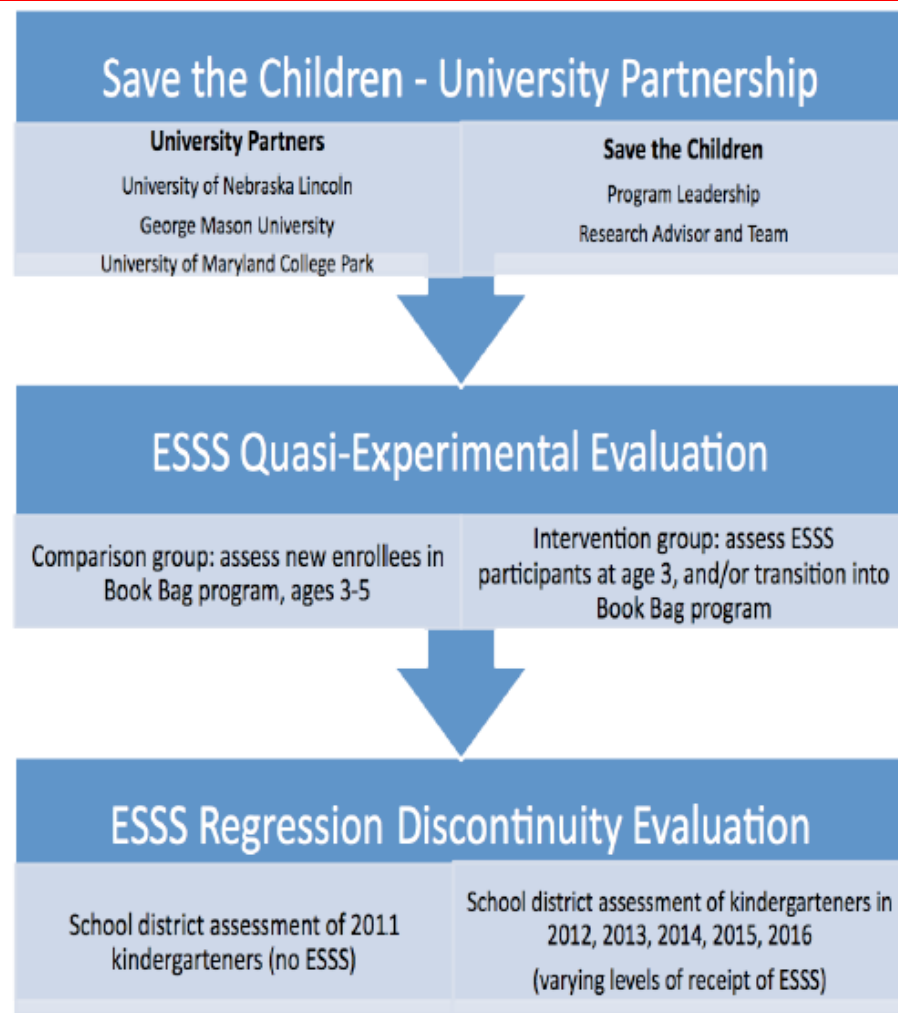 Save the Children - University Partnership
University Partners
University of Nebraska Lincoln
George Mason University
University of Maryland College Park
Save the Children
Program Leadership
Research Advisor and Team
ESSS Quasi-Experimental Evaluation
Comparison group: assess new enrollees in
Book Bag program, ages 3-5
Intervention group: assess ESSS
participants at age 3, and/or transition into
Book Bag program
ESSS Regression Discontinuity Evaluation
School district assessment of 2011
kindergarteners (no ESSS)
School district assessment of kindergarteners in
2012, 2013, 2014, 2015, 2016
(varying levels of receipt of ESSS)